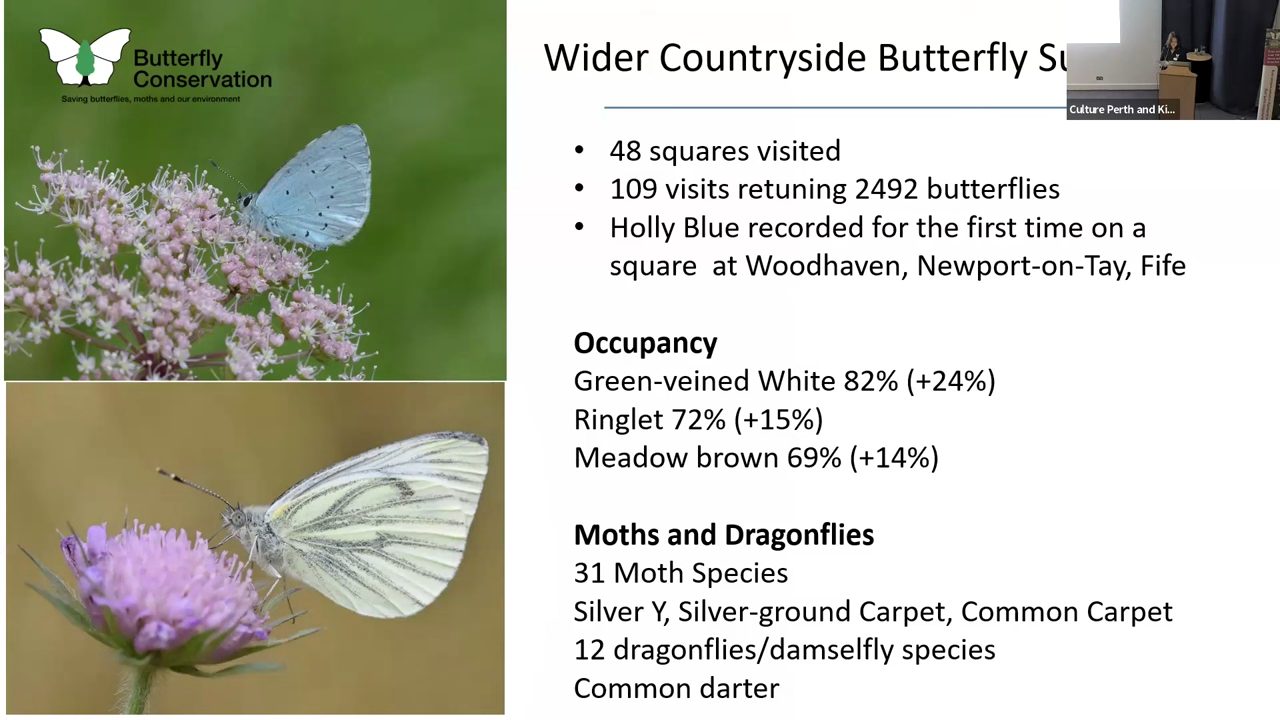 Butterfly
Conservation
Saving butterflies, moths and our environment
Wider Countryside Butterfly
Culture Perth and Ki...
• 48 squares visited
• 109 visits retuning 2492 butterflies
• Holly Blue recorded for the first time on a
square at Woodhaven, Newport-on-Tay, Fife
Occupancy
Green-veined White 82% (+24%)
Ringlet 72% (+15%)
Meadow brown 69% (+14%)
Moths and Dragonflies
31 Moth Species
Silver Y, Silver-ground Carpet, Common Carpet
12 dragonflies/damselfly species
Common darter